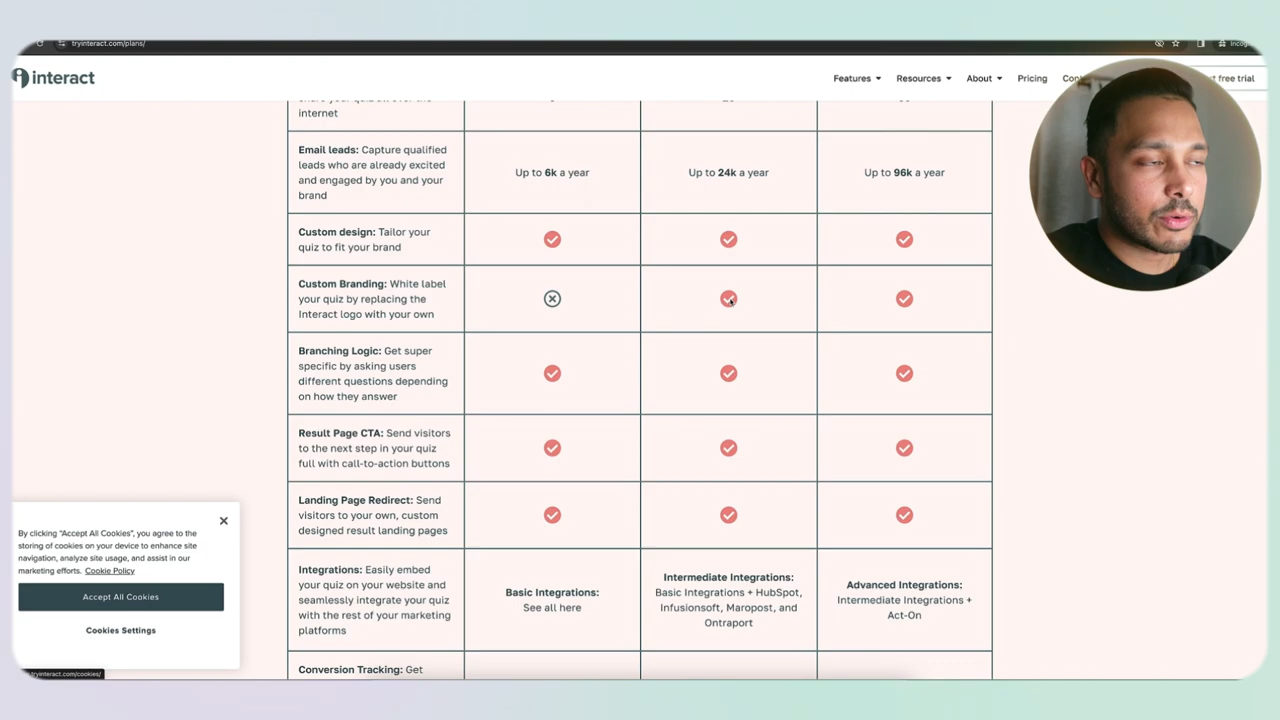 tryinteract.com/plans/
interact
Features
Resources
About
Pricing
free trial
internet
Email leads: Capture qualified
leads who are already excited
and engaged by you and your
brand
Up to 6k a year
Up to 24k a year
Up to 96k a year
Custom design: Tailor your
quiz to fit your brand
Custom Branding: White label
your quiz by replacing the
Interact logo with your own
Branching Logic: Get super
specific by asking users
different questions depending
on how they answer
Result Page CTA: Send visitors
to the next step in your quiz
full with call-to-action buttons
Landing Page Redirect: Send
visitors to your own, custom
designed result landing pages
Integrations: Easily embed
your quiz on your website and
seamlessly integrate your quiz
with the rest of your marketing
platforms
Basic Integrations:
See all here
Intermediate Integrations:
Basic Integrations + HubSpot,
Infusionsoft, Maropost, and
Ontraport
Advanced Integrations:
Intermediate Integrations +
Act-On
Conversion Tracking: Get
By clicking “Accept All Cookies”, you agree to the
storing of cookies on your device to enhance site
navigation, analyze site usage, and assist in our
marketing efforts. Cookie Policy
Accept All Cookies
Cookies Settings
tryinteract.com/cookies/